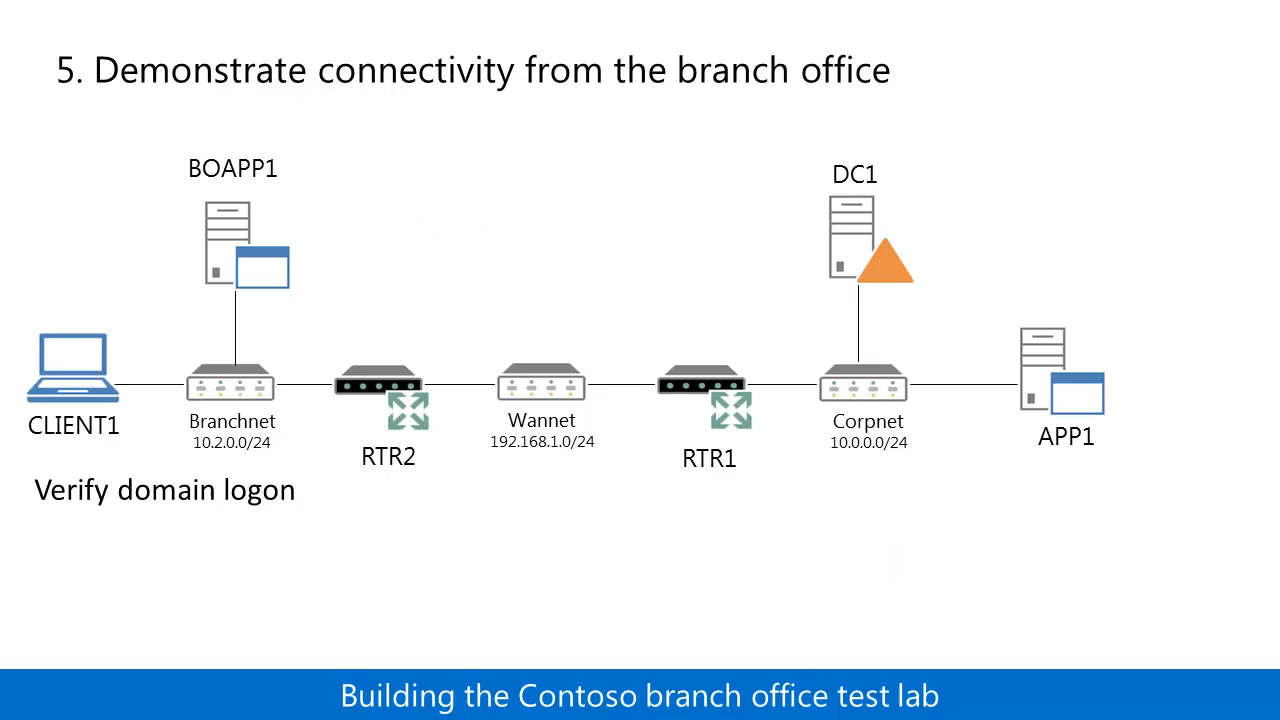 5. Demonstrate connectivity from the branch office
BOAPP1
DC1
CLIENT1
Branchnet
10.2.0.0/24
RTR2
Wannet
192.168.1.0/24
RTR1
Corpnet
10.0.0.0/24
APP1
Verify domain logon
Building the Contoso branch office test lab